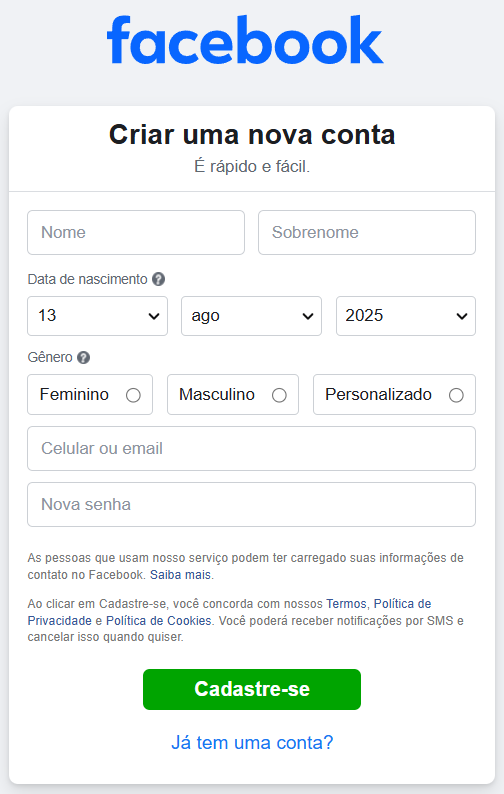 facebook
Criar uma nova conta
É rápido e fácil.
Nome
Sobrenome
Data de nascimento ?
13
ago
2025
Gênero ?
Feminino
Masculino
Personalizado
Celular ou email
Nova senha
As pessoas que usam nosso serviço podem ter carregado suas informações de
contato no Facebook. Saiba mais.
Ao clicar em Cadastre-se, você concorda com nossos Termos, Política de
Privacidade e Política de Cookies. Você poderá receber notificações por SMS e
cancelar isso quando quiser.
Cadastre-se
Já tem uma conta?